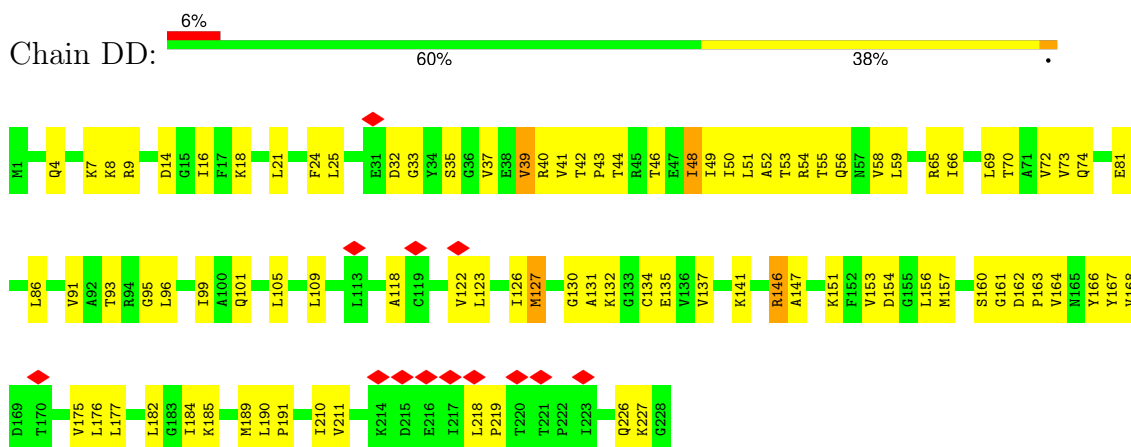 6%
Chain DD:
60% 38% •
M1 Q4 K7 K8 R9 D14 G15 I16 F17 K18 L21 F24 L25 E31 D32 G33 Y34 S35 G36 V37 E38 V39 R40 V41 T42 P43 T44 R45 T46 E47 I48 I49 I50 L51 A52 T53 R54 T55 Q56 N57 V58 L59 R65 I66 L69 T70 A71 V72 V73 Q74 E81
L86 V91 A92 T93 R94 G95 L96 I99 A100 Q101 L105 L109 L113 A118 C119 V122 L123 I126 M127 G130 A131 K132 G133 C134 E135 V136 V137 K141 R146 A147 K151 F152 V153 D154 G155 L156 M157 S160 G161 D162 P163 V164 N165 Y166 Y167 V168
D169 T170 V175 L176 L177 L182 G183 I184 K185 M189 L190 P191 I210 V211 K214 D215 E216 I217 L218 P219 T220 T221 P222 I223 Q226 K227 G228